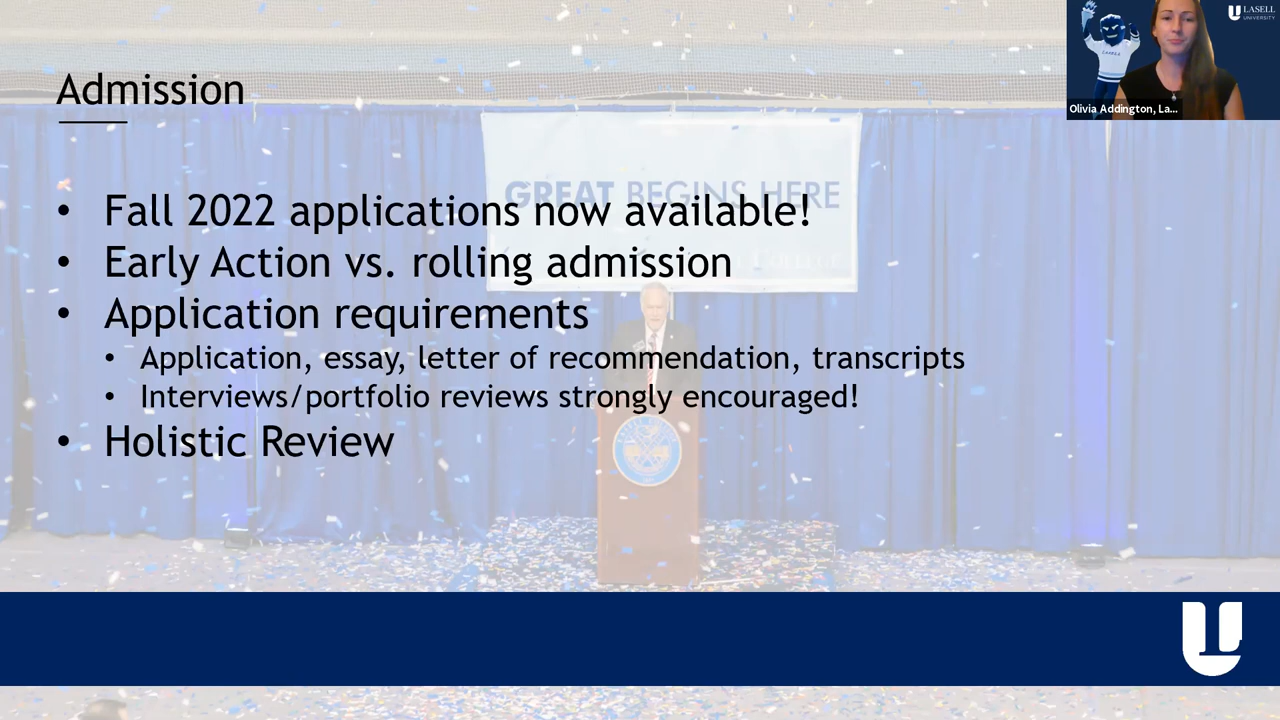 LASELL
UNIVERSITY
Olivia Addington, La...
Admission
GREAT BEGINS HERE
• Fall 2022 applications now available!
• Early Action vs. rolling admission
• Application requirements
• Application, essay, letter of recommendation, transcripts
• Interviews/portfolio reviews strongly encouraged!
• Holistic Review